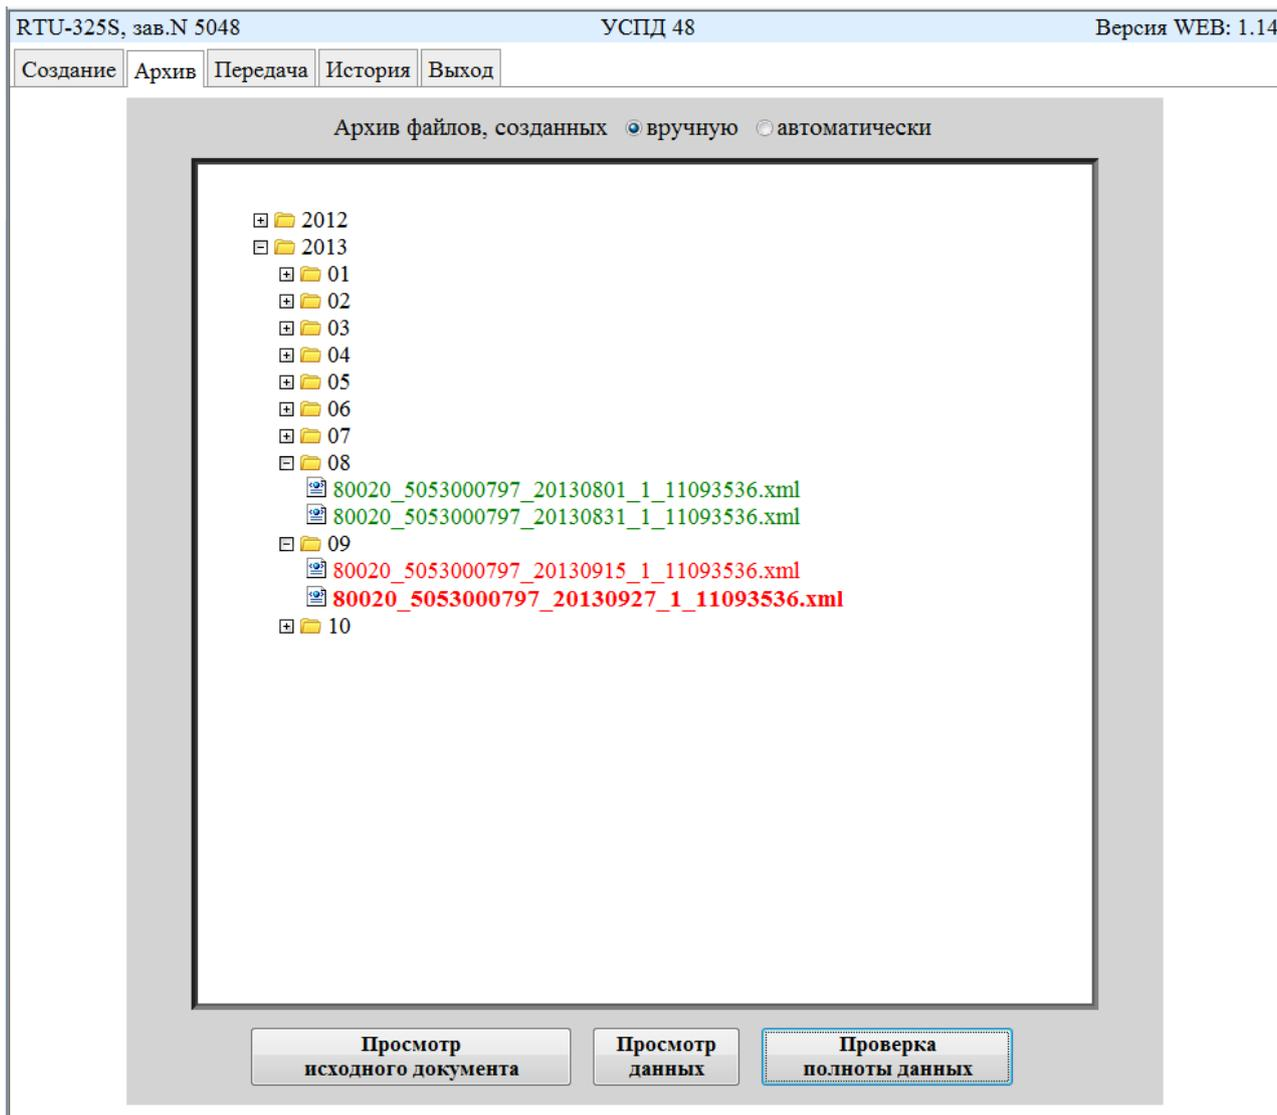 RTU-325S, зав.N 5048 УСПД 48 Версия WEB: 1.14
Создание Архив Передача История Выход
Архив файлов, созданных вручную автоматически
2012
2013
01
02
03
04
05
06
07
08
80020_5053000797_20130801_1_11093536.xml
80020_5053000797_20130831_1_11093536.xml
09
80020_5053000797_20130915_1_11093536.xml
80020_5053000797_20130927_1_11093536.xml
10
Просмотр исходного документа
Просмотр данных
Проверка полноты данных